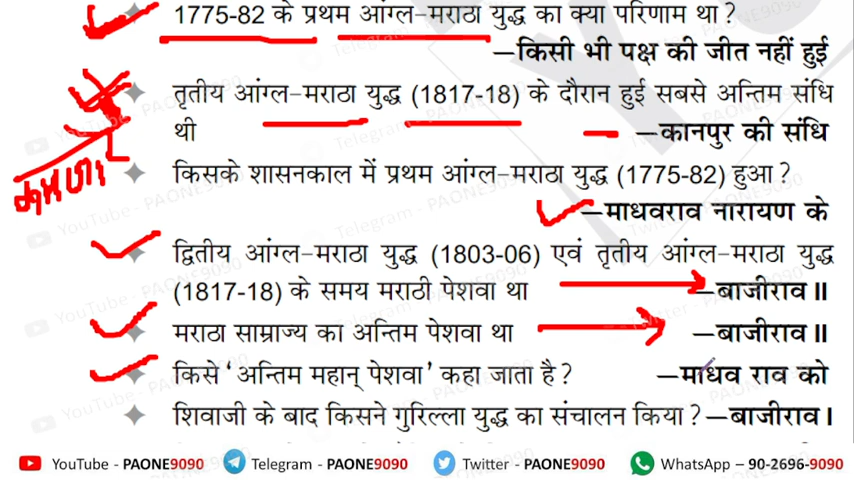 1775-82 के प्रथम आंग्ल-मराठा युद्ध का क्या परिणाम था?
—किसी भी पक्ष की जीत नहीं हुई
तृतीय आंग्ल-मराठा युद्ध (1817-18) के दौरान हुई सबसे अन्तिम संधि
थी —कानपुर की संधि
किसके शासनकाल में प्रथम आंग्ल-मराठा युद्ध (1775-82) हुआ?
—माधवराव नारायण के
द्वितीय आंग्ल-मराठा युद्ध (1803-06) एवं तृतीय आंग्ल-मराठा युद्ध
(1817-18) के समय मराठी पेशवा था —बाजीराव II
मराठा साम्राज्य का अन्तिम पेशवा था —बाजीराव II
किसे ‘अन्तिम महान् पेशवा’ कहा जाता है? —माधव राव को
शिवाजी के बाद किसने गुरिल्ला युद्ध का संचालन किया? —बाजीराव I
YouTube - PAONE9090 Telegram - PAONE9090 Twitter - PAONE9090 WhatsApp – 90-2696-9090